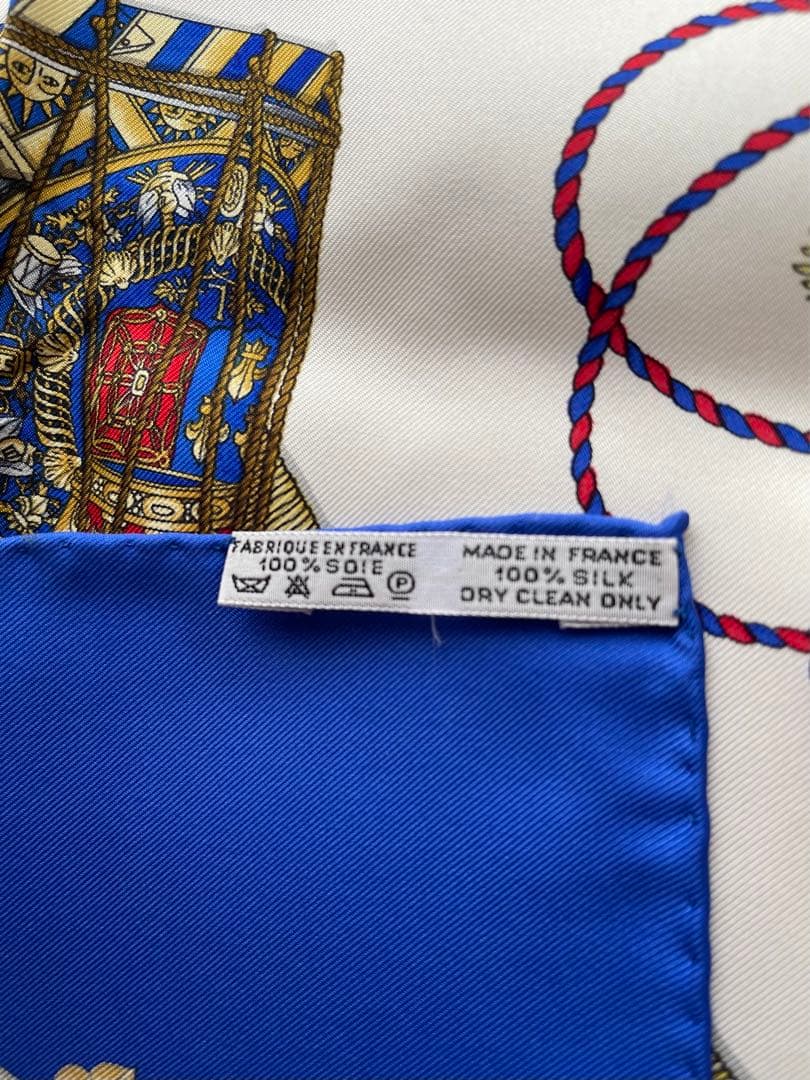 FABRIQUE EN FRANCE
100% SOIE
P
MADE IN FRANCE
100% SILK
DRY CLEAN ONLY